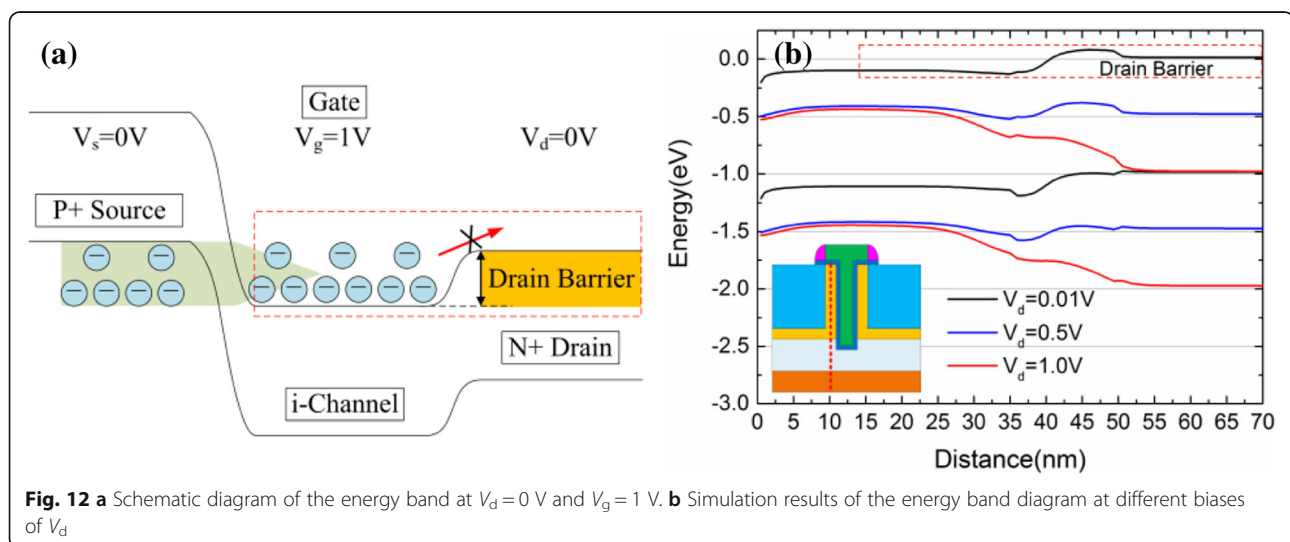 (a)
Gate
V_s=0V
V_g=1V
V_d=0V
P+ Source
Drain Barrier
N+ Drain
i-Channel
(b)
Drain Barrier
Energy(eV)
0.0
-0.5
-1.0
-1.5
-2.0
-2.5
-3.0
V_d=0.01V
V_d=0.5V
V_d=1.0V
0 5 10 15 20 25 30 35 40 45 50 55 60 65 70
Distance(nm)
Fig. 12 a Schematic diagram of the energy band at V_d = 0 V and V_g = 1 V. b Simulation results of the energy band diagram at different biases
of V_d